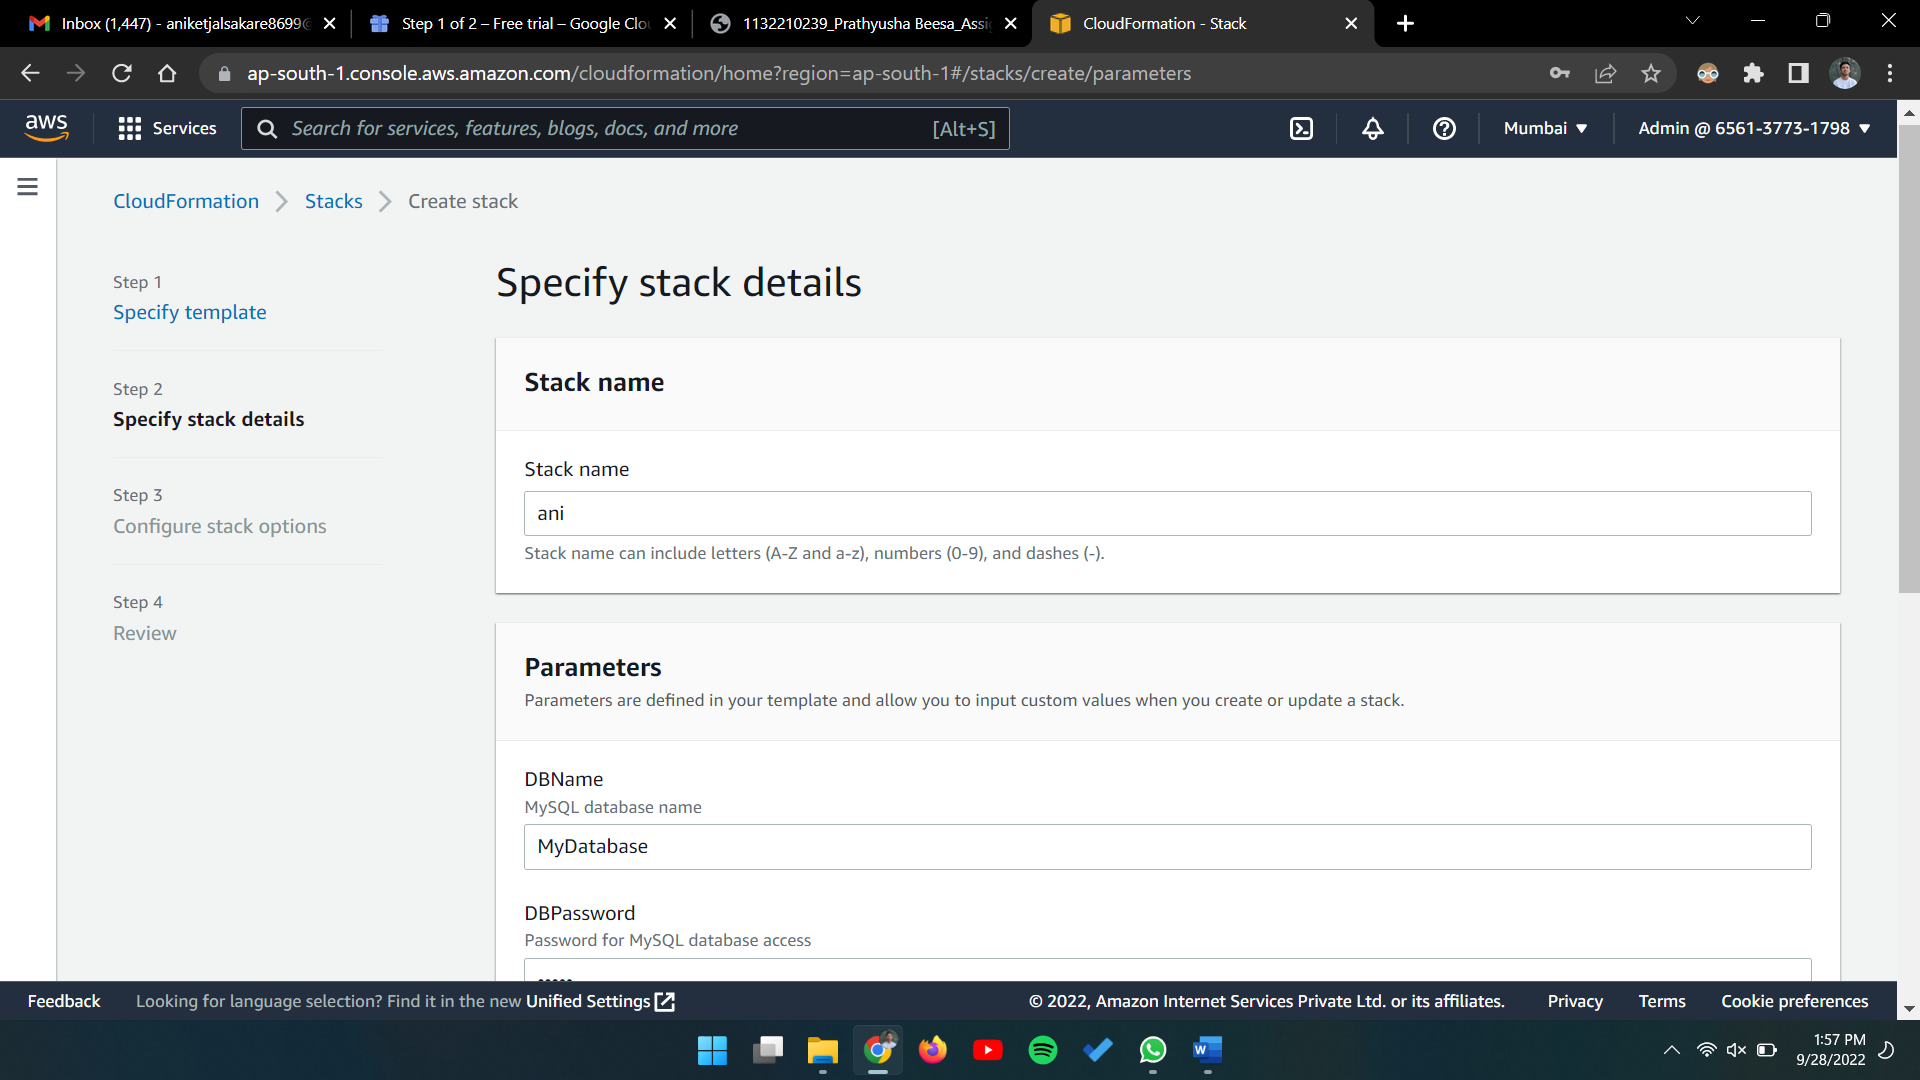 Inbox (1,447) - aniketjalsakare8699@
Step 1 of 2 – Free trial – Google Clo
1132210239_Prathyusha Beesa_Assi
CloudFormation - Stack
ap-south-1.console.aws.amazon.com/cloudformation/home?region=ap-south-1#/stacks/create/parameters
aws
Services
Search for services, features, blogs, docs, and more
[Alt+S]
Mumbai
Admin @ 6561-3773-1798
CloudFormation
Stacks
Create stack
Step 1
Specify template
Step 2
Specify stack details
Step 3
Configure stack options
Step 4
Review
Specify stack details
Stack name
Stack name
ani
Stack name can include letters (A-Z and a-z), numbers (0-9), and dashes (-).
Parameters
Parameters are defined in your template and allow you to input custom values when you create or update a stack.
DBName
MySQL database name
MyDatabase
DBPassword
Password for MySQL database access
•••••
Feedback
Looking for language selection? Find it in the new Unified Settings
© 2022, Amazon Internet Services Private Ltd. or its affiliates.
Privacy
Terms
Cookie preferences
W
1:57 PM
9/28/2022